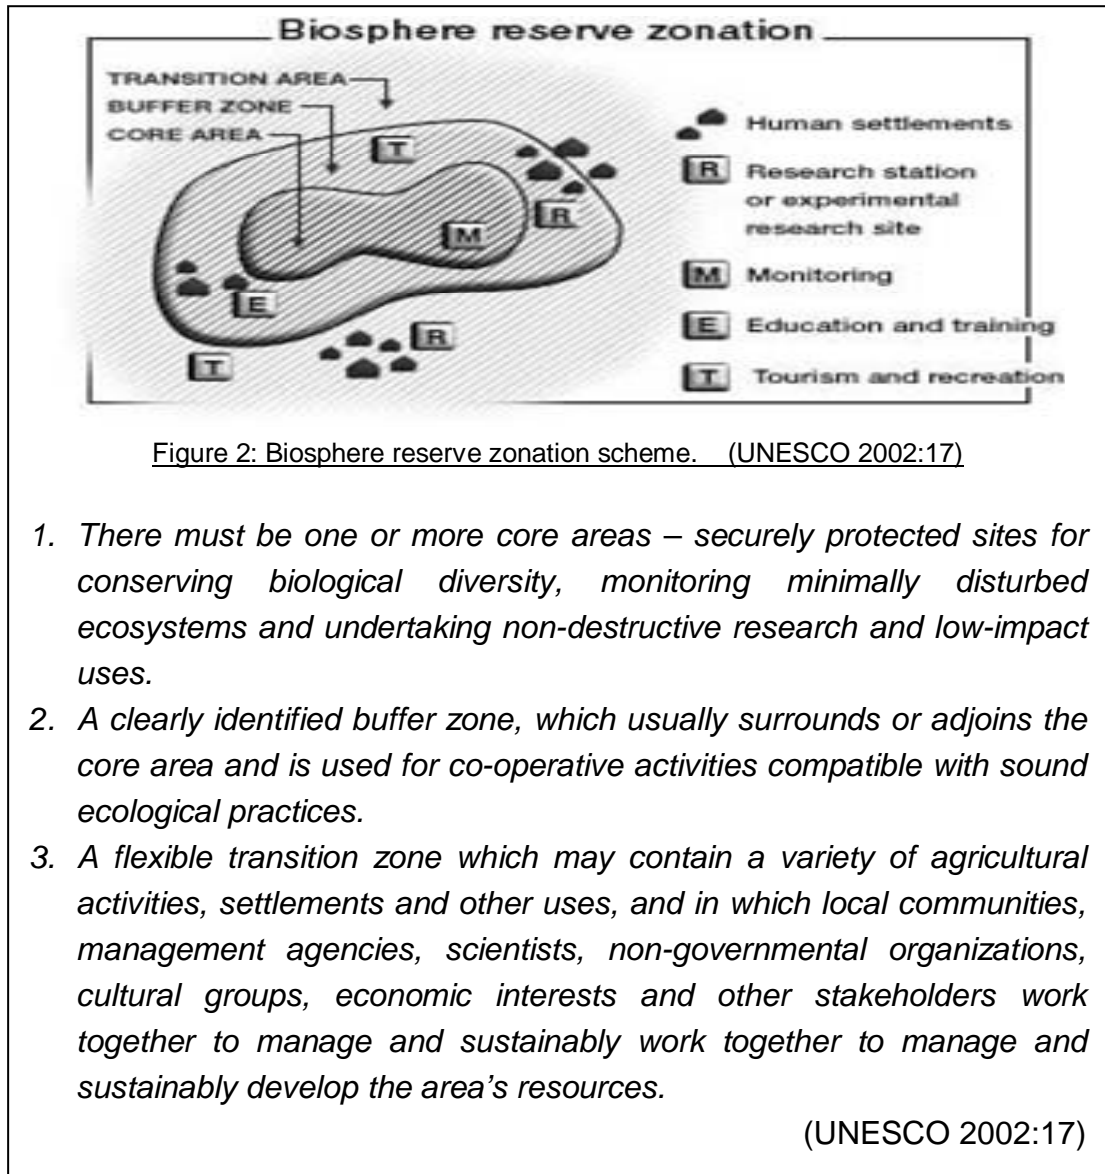 Biosphere reserve zonation
TRANSITION AREA
BUFFER ZONE
CORE AREA
T
M
R
E
T
R
Human settlements
R Research station
or experimental
research site
M Monitoring
E Education and training
T Tourism and recreation
Figure 2: Biosphere reserve zonation scheme. (UNESCO 2002:17)
1. There must be one or more core areas – securely protected sites for
conserving biological diversity, monitoring minimally disturbed
ecosystems and undertaking non-destructive research and low-impact
uses.
2. A clearly identified buffer zone, which usually surrounds or adjoins the
core area and is used for co-operative activities compatible with sound
ecological practices.
3. A flexible transition zone which may contain a variety of agricultural
activities, settlements and other uses, and in which local communities,
management agencies, scientists, non-governmental organizations,
cultural groups, economic interests and other stakeholders work
together to manage and sustainably work together to manage and
sustainably develop the area’s resources.
(UNESCO 2002:17)